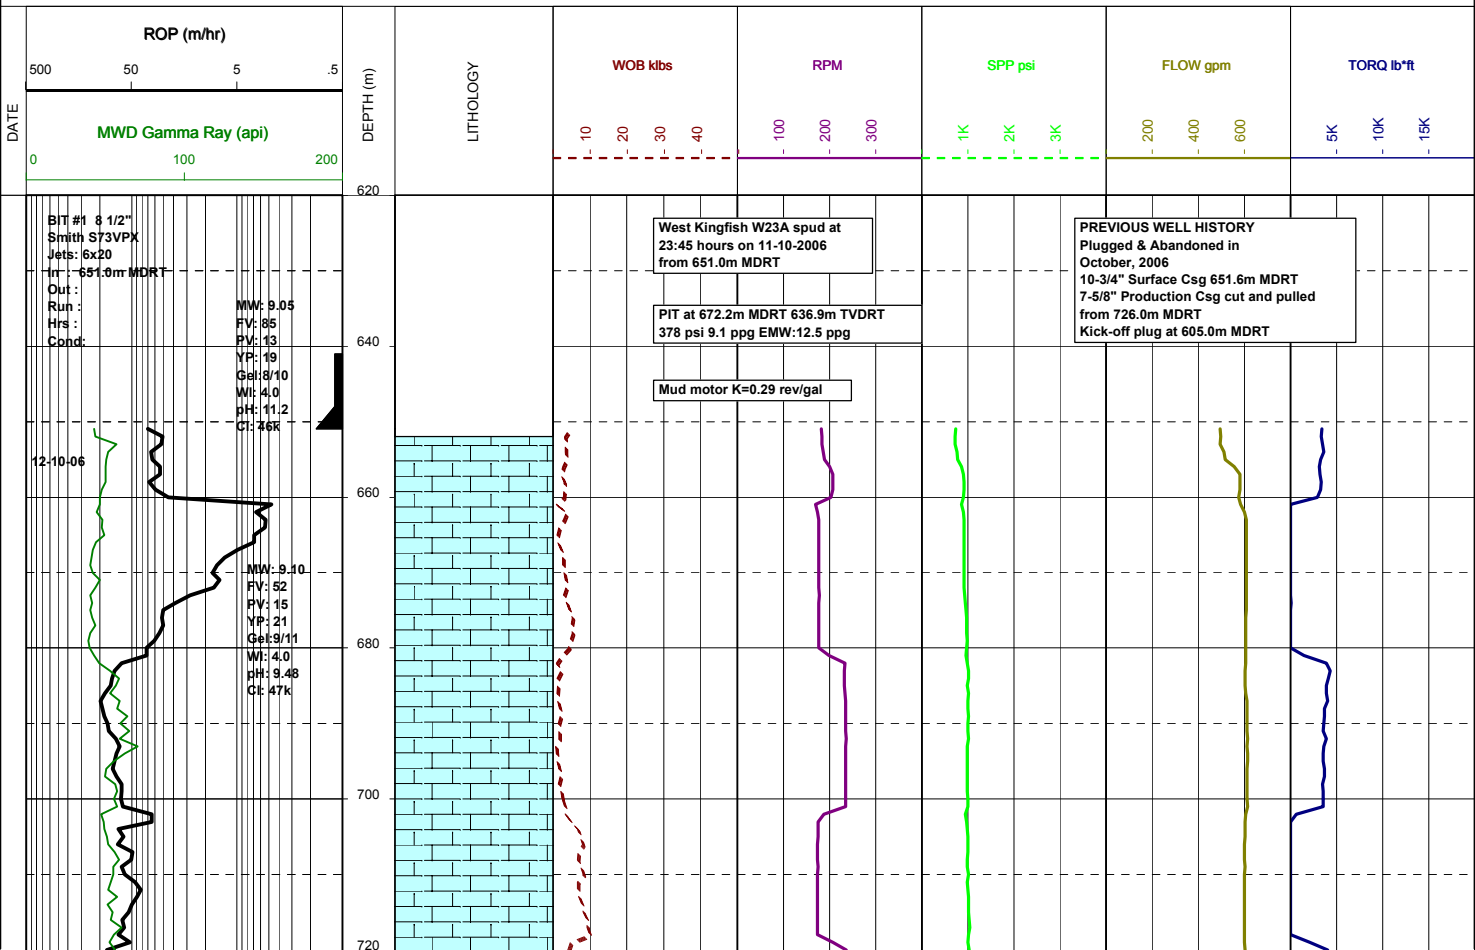 ROP (m/hr)
500 50 5 .5
MWD Gamma Ray (api)
0 100 200
DATE
DEPTH (m)
LITHOLOGY
WOB klbs
10 20 30 40
RPM
100 200 300
SPP psi
1K 2K 3K
FLOW gpm
200 400 600
TORQ lb*ft
5K 10K 15K
620
640
660
680
700
720
BIT #1 8 1/2"
Smith S73VPX
Jets: 6x20
In : 651.0m MDRT
Out :
Run :
Hrs :
Cond:
MW: 9.05
FV: 85
PV: 13
YP: 19
Gel:8/10
Wl: 4.0
pH: 11.2
Cl: 46k
12-10-06
MW: 9.10
FV: 52
PV: 15
YP: 21
Gel:9/11
Wl: 4.0
pH: 9.48
Cl: 47k
West Kingfish W23A spud at
23:45 hours on 11-10-2006
from 651.0m MDRT
PIT at 672.2m MDRT 636.9m TVDRT
378 psi 9.1 ppg EMW:12.5 ppg
Mud motor K=0.29 rev/gal
PREVIOUS WELL HISTORY
Plugged & Abandoned in
October, 2006
10-3/4" Surface Csg 651.6m MDRT
7-5/8" Production Csg cut and pulled
from 726.0m MDRT
Kick-off plug at 605.0m MDRT